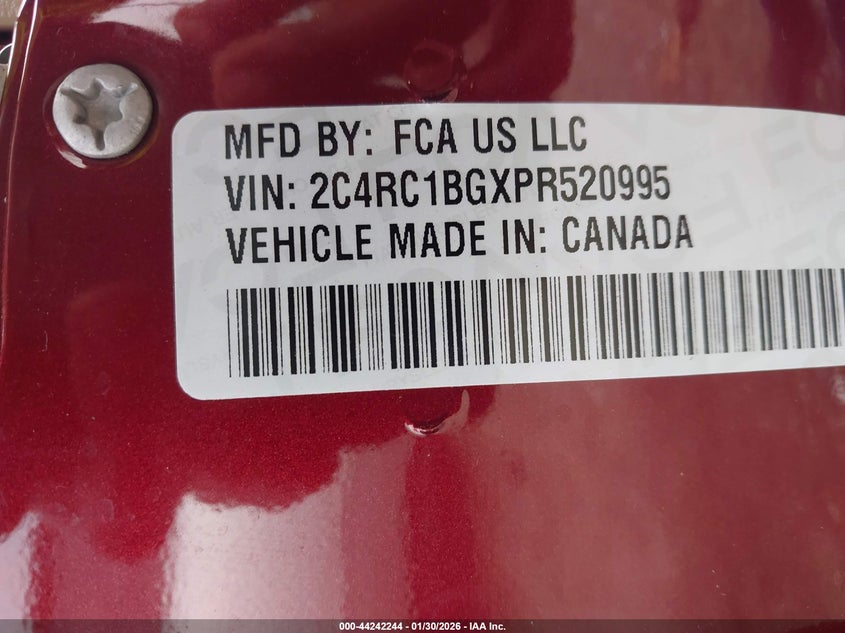 MFD BY: FCA US LLC
VIN: 2C4RC1BGXPR520995
VEHICLE MADE IN: CANADA
000-44242244 — 01/30/2026 — IAA Inc.